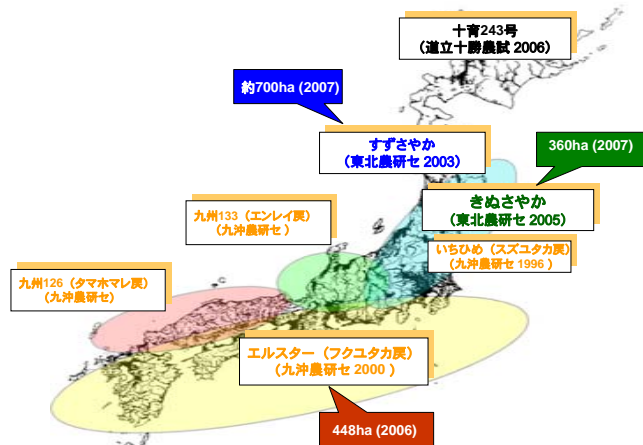 十育243号
（道立十勝農試 2006）
約700ha (2007)
すずさやか
（東北農研セ 2003）
360ha (2007)
きぬさやか
（東北農研セ 2005）
九州133（エンレイ戻）
（九沖農研セ）
いちひめ（スズユタカ戻）
（九沖農研セ 1996 ）
九州126（タマホマレ戻）
（九沖農研セ）
エルスター（フクユタカ戻）
（九沖農研セ 2000 ）
448ha (2006)